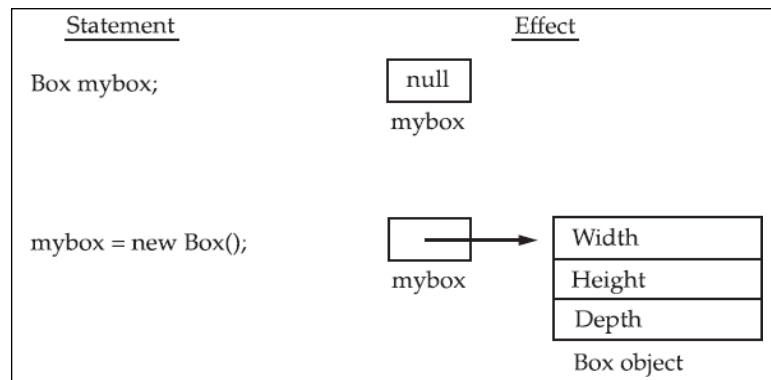 Statement
Effect
Box mybox;
null
mybox
mybox = new Box();
mybox
Width
Height
Depth
Box object